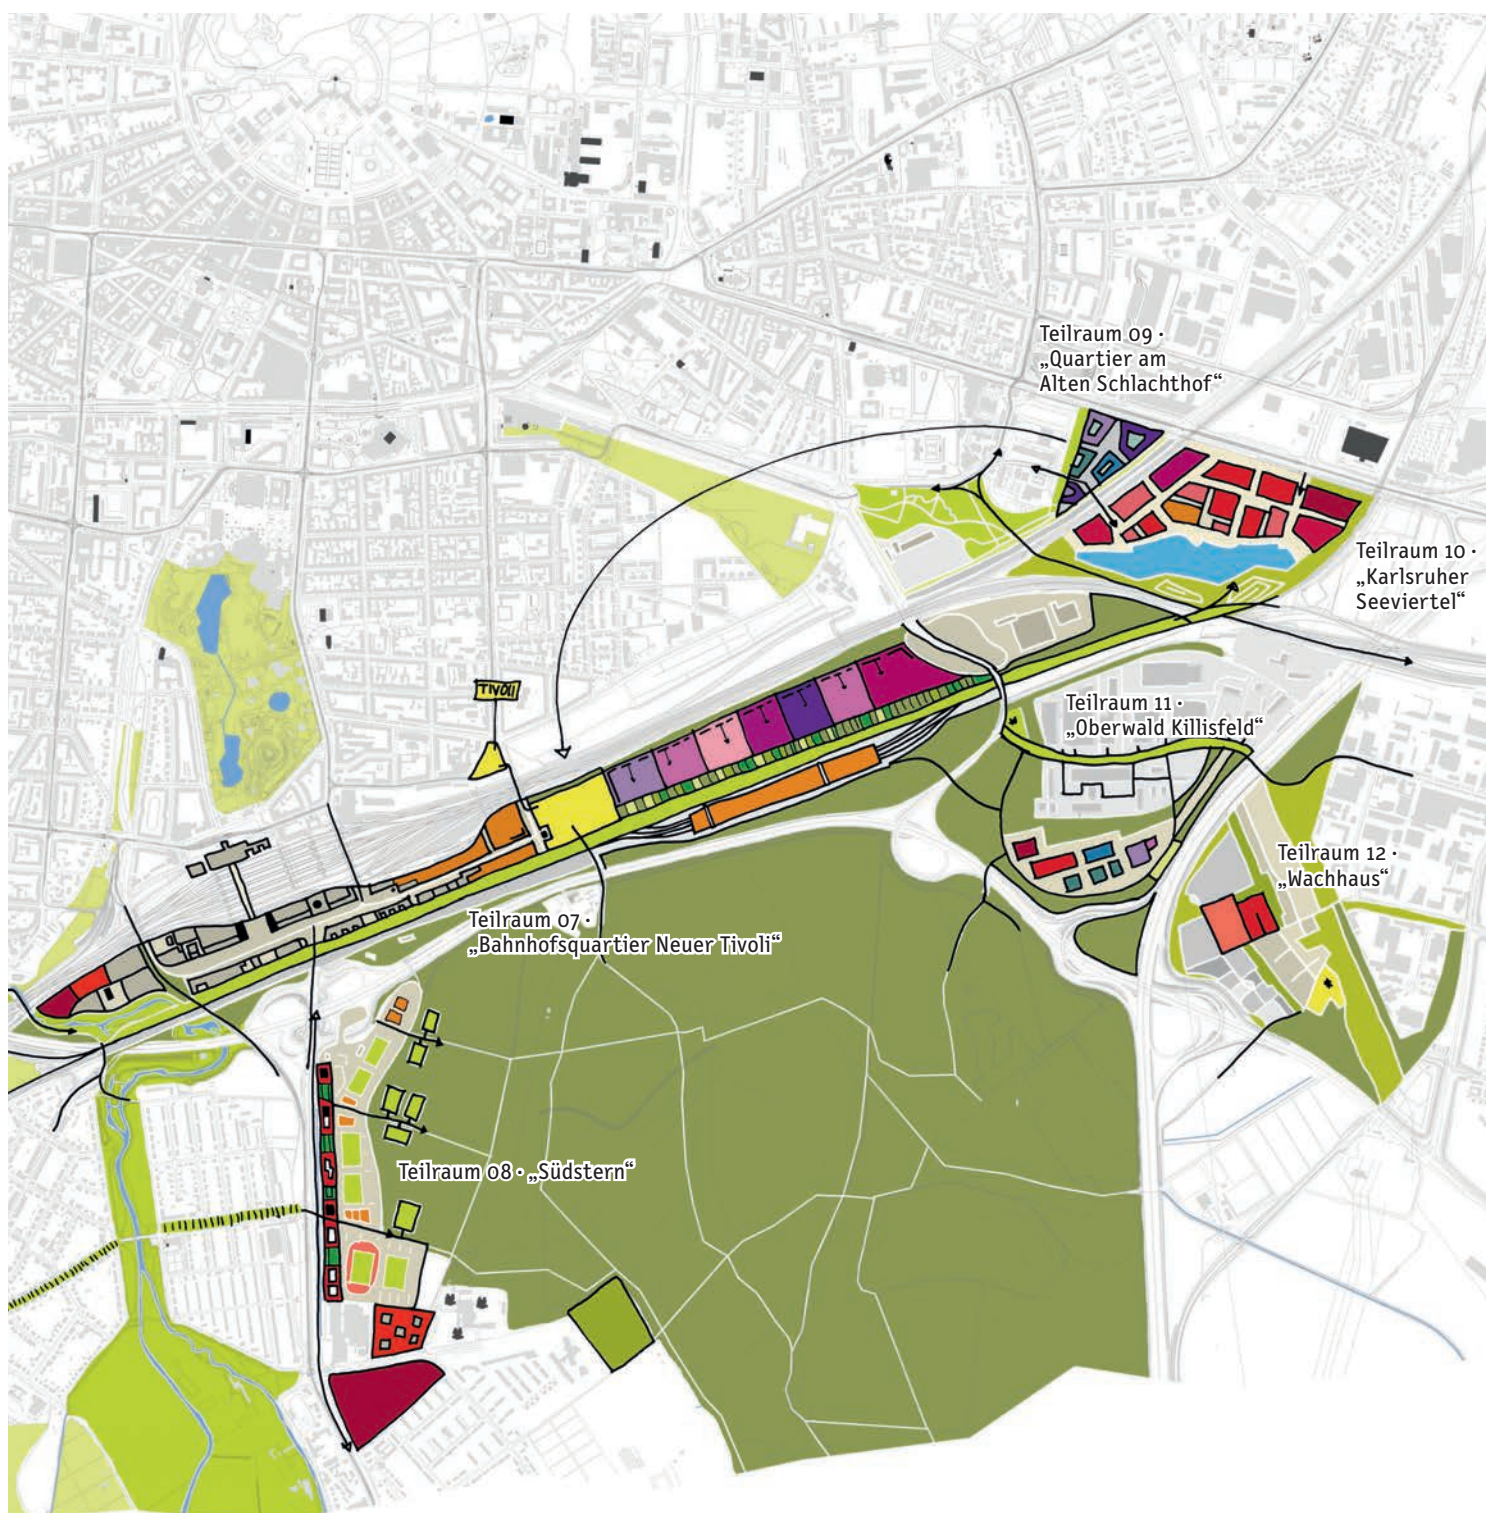 Teilraum 09 ·
„Quartier am
Alten Schlachthof“
Teilraum 10 ·
„Karlsruher
Seeviertel“
TIVOLI
Teilraum 11 ·
„Oberwald Killisfeld“
Teilraum 12 ·
„Wachhaus“
Teilraum 07 ·
„Bahnhofsquartier Neuer Tivoli“
Teilraum 08 · „Südstern“